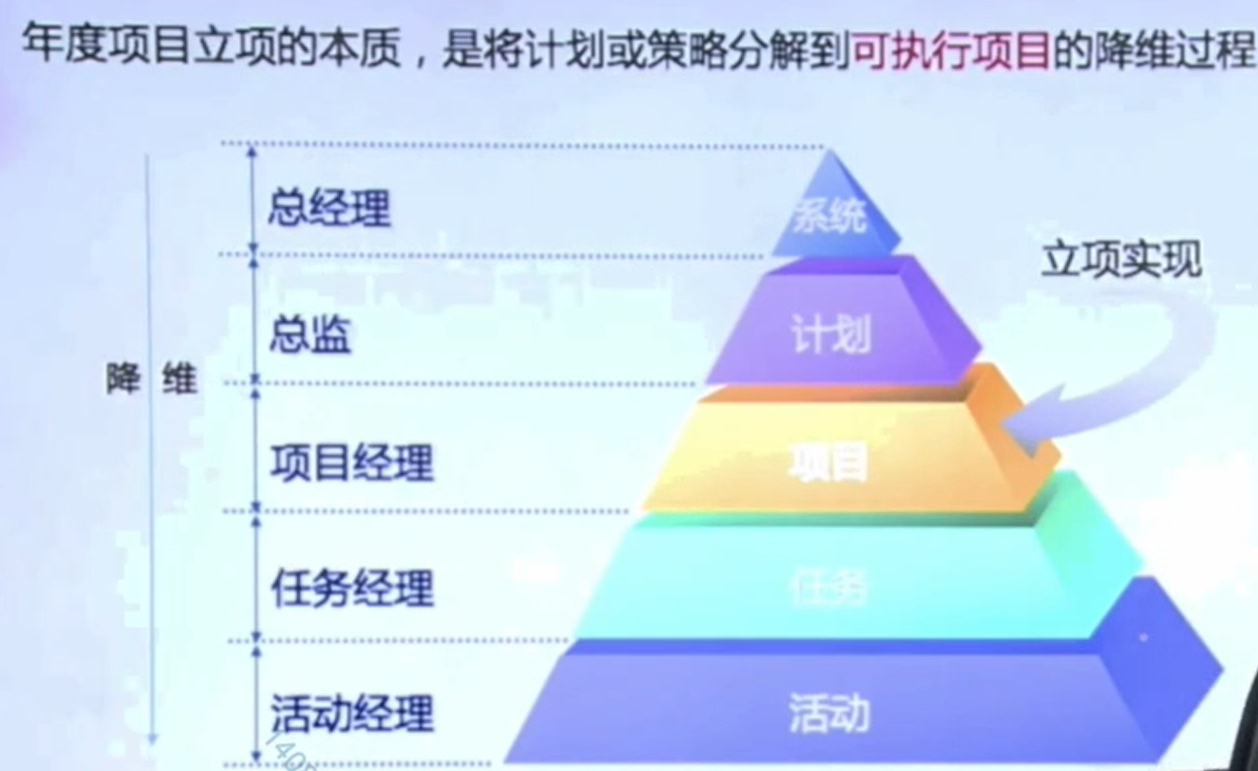 年度项目立项的本质，是将计划或策略分解到可执行项目的降维过程
总经理
系统
立项实现
总监
计划
降 维
项目经理
项目
任务经理
任务
活动经理
活动